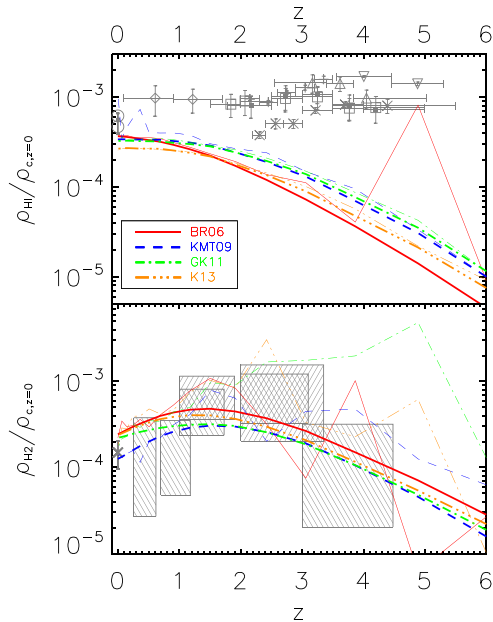 z
0 1 2 3 4 5 6
10⁻³
10⁻⁴
10⁻⁵
ρHI/ρc,z=0
BR06
KMT09
GK11
K13
10⁻³
10⁻⁴
10⁻⁵
ρH2/ρc,z=0
0 1 2 3 4 5 6
z